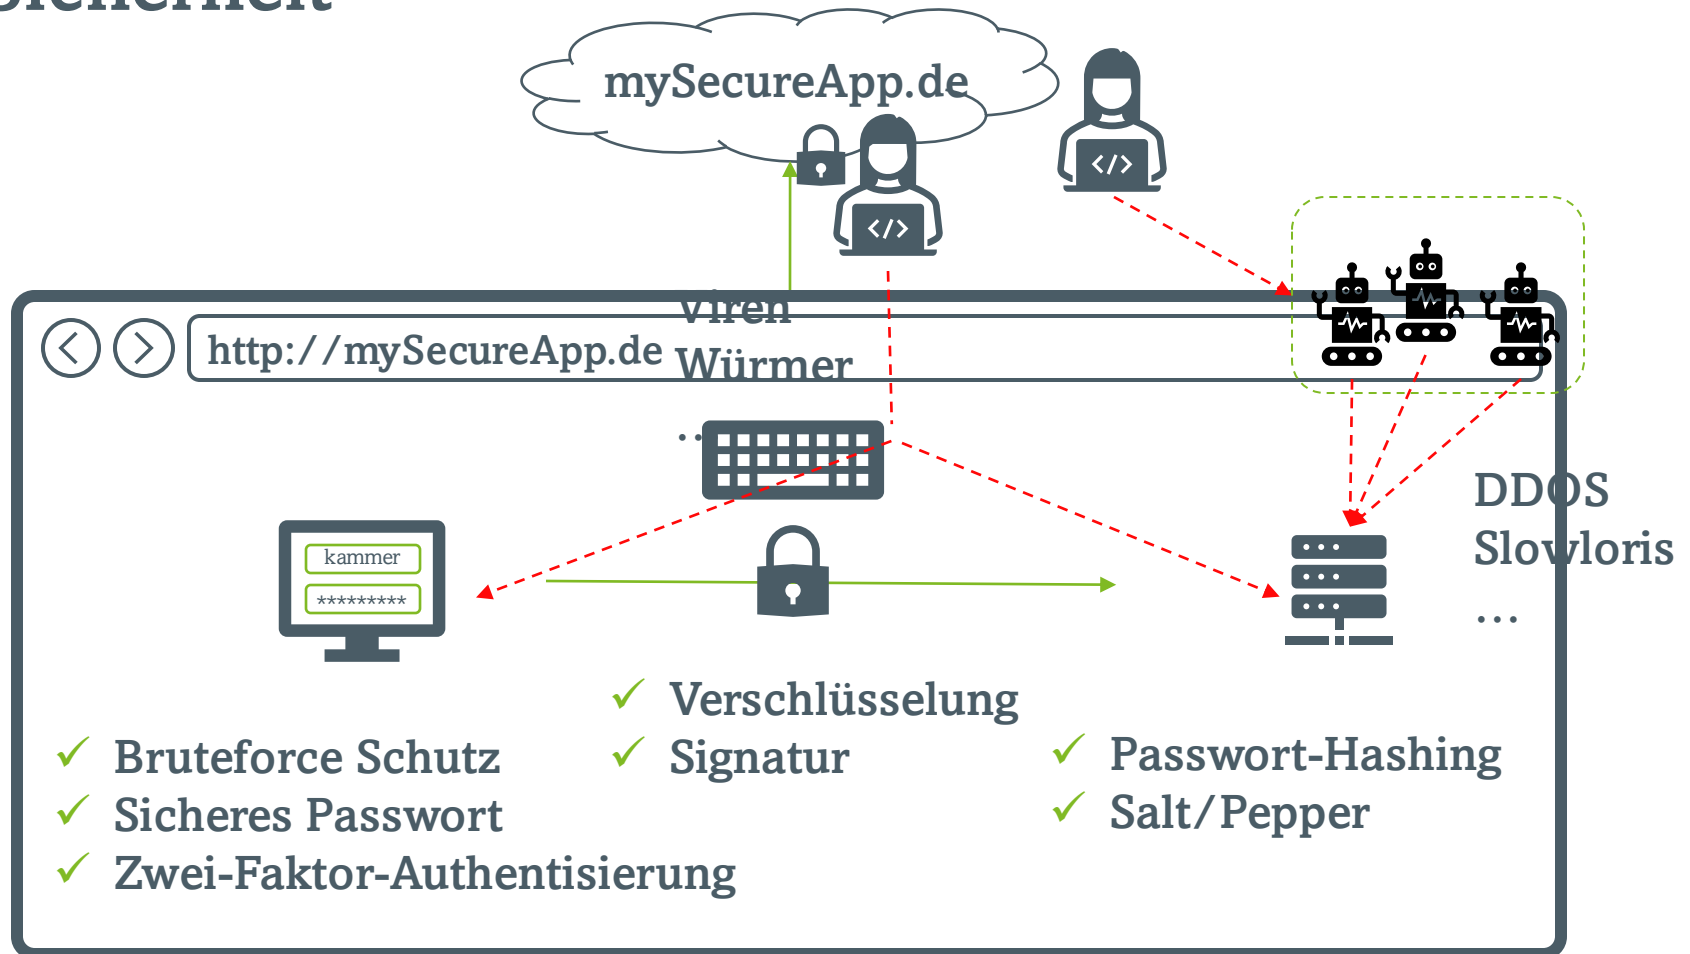 Sicherheit
mySecureApp.de
</>
</>
Viren
http://mySecureApp.de
Würmer
...
DDOS
Slowloris
...
kammer
*********
Verschlüsselung
Signatur
Bruteforce Schutz
Sicheres Passwort
Zwei-Faktor-Authentisierung
Passwort-Hashing
Salt/Pepper